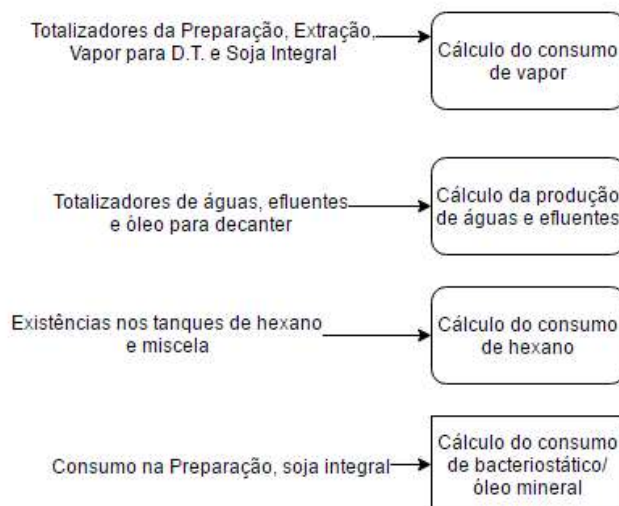 Totalizadores da Preparação, Extração,
Vapor para D.T. e Soja Integral
Cálculo do consumo
de vapor
Totalizadores de águas, efluentes
e óleo para decanter
Cálculo da produção
de águas e efluentes
Existências nos tanques de hexano
e miscela
Cálculo do consumo
de hexano
Consumo na Preparação, soja integral
Cálculo do consumo
de bacteriostático/
óleo mineral